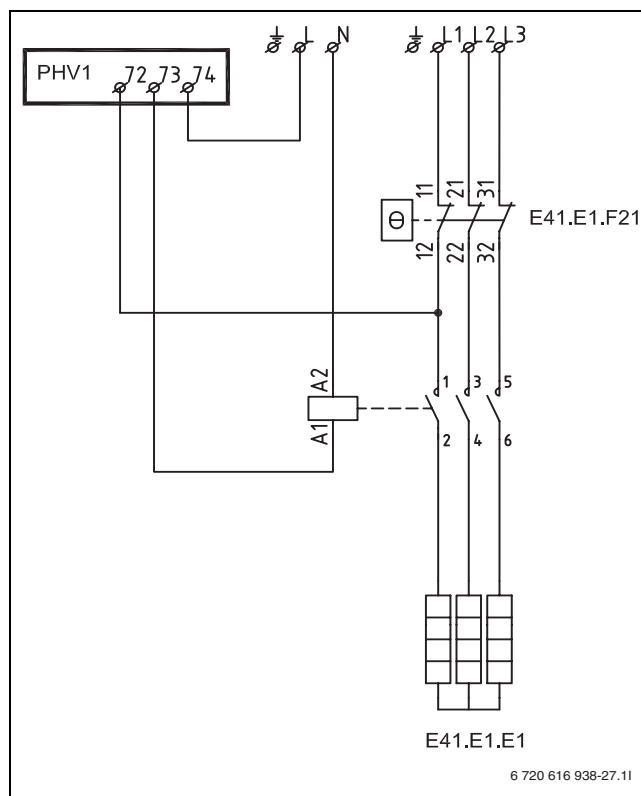 L N L1 L2 L3
PHV1 72 73 74
11 21 31
Θ E41.E1.F21
12 22 32
A2 1 3 5
A1 2 4 6
E41.E1.E1
6 720 616 938-27.1I